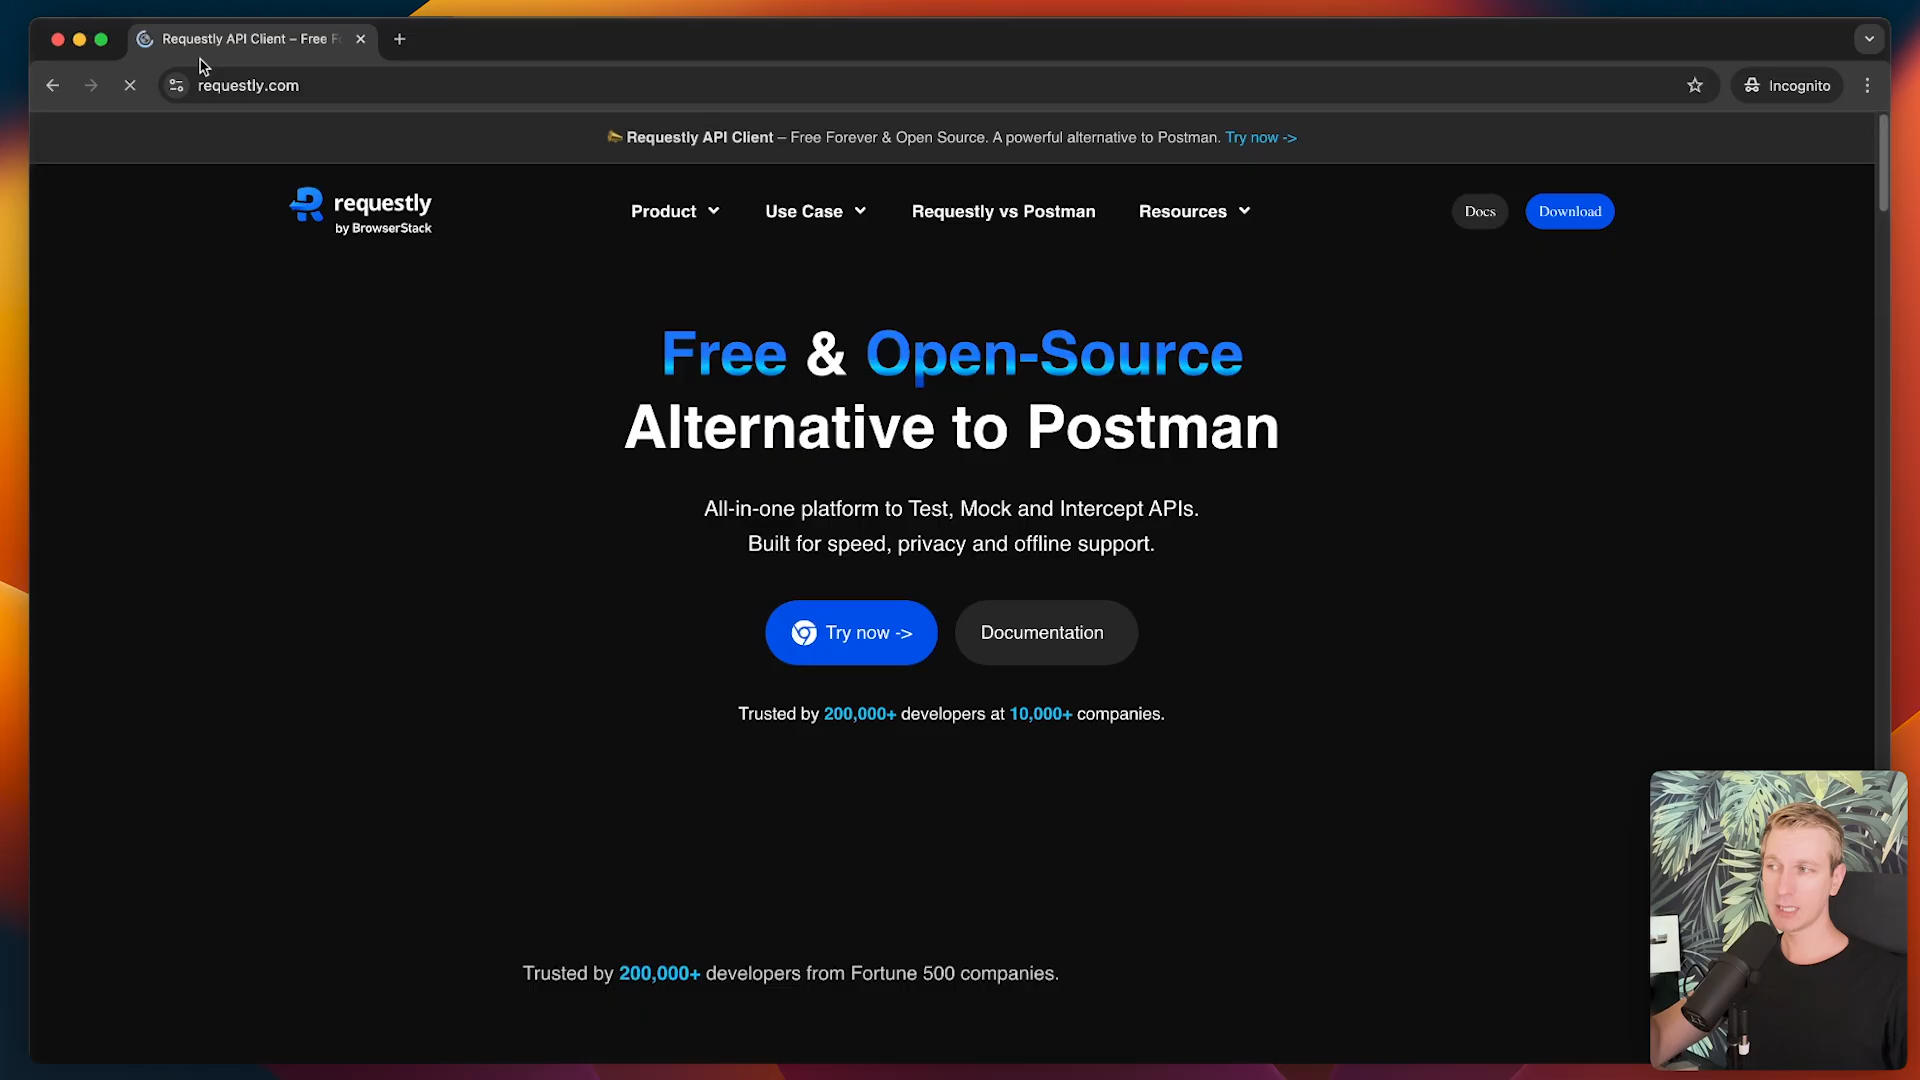 Requestly API Client – Free F
requestly.com
Incognito
Requestly API Client – Free Forever & Open Source. A powerful alternative to Postman. Try now ->
requestly
by BrowserStack
Product
Use Case
Requestly vs Postman
Resources
Docs
Download
Free & Open-Source
Alternative to Postman
All-in-one platform to Test, Mock and Intercept APIs.
Built for speed, privacy and offline support.
Try now ->
Documentation
Trusted by 200,000+ developers at 10,000+ companies.
Trusted by 200,000+ developers from Fortune 500 companies.